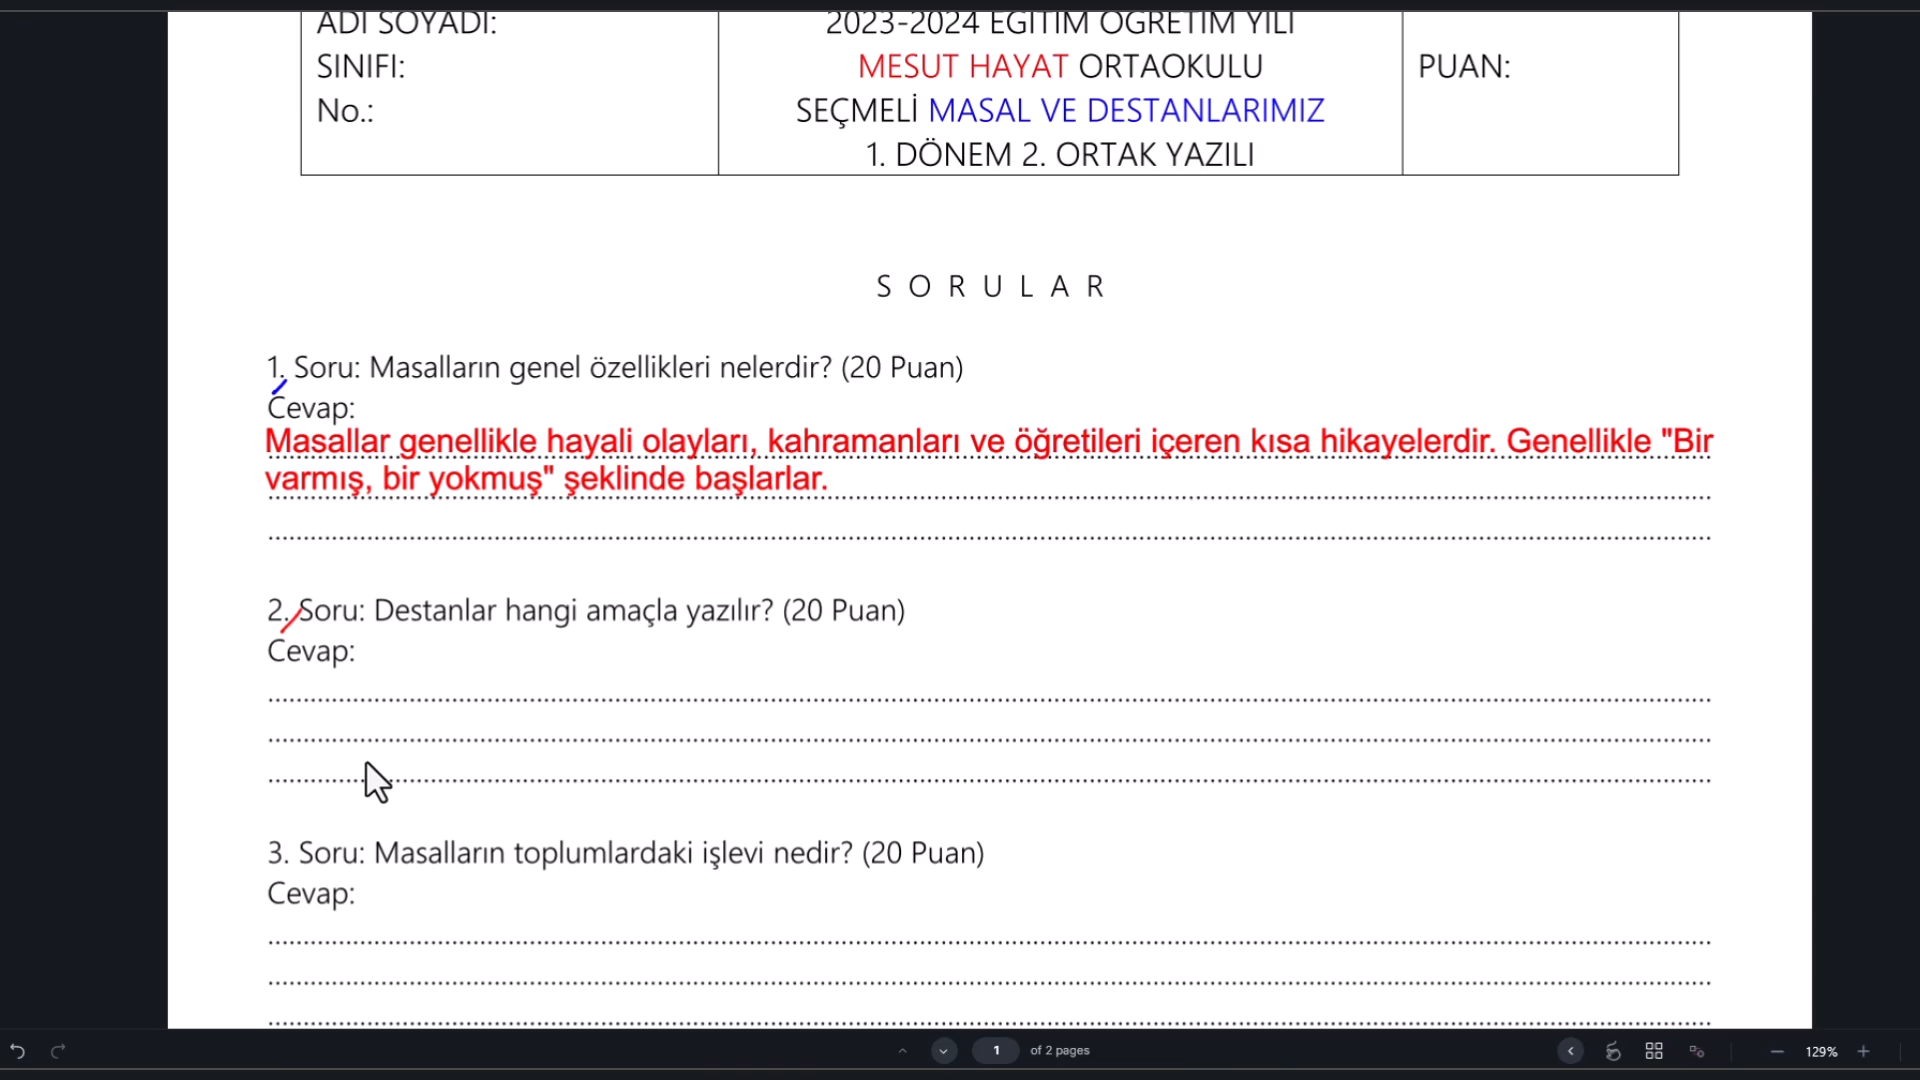 ADI SOYADI:
SINIFI:
No.:
2023-2024 EĞİTİM ÖĞRETİM YILI
MESUT HAYAT ORTAOKULU
SEÇMELİ MASAL VE DESTANLARIMIZ
1. DÖNEM 2. ORTAK YAZILI
PUAN:
S O R U L A R
1. Soru: Masalların genel özellikleri nelerdir? (20 Puan)
Cevap:
Masallar genellikle hayali olayları, kahramanları ve öğretileri içeren kısa hikayelerdir. Genellikle "Bir
varmış, bir yokmuş" şeklinde başlarlar.
2. Soru: Destanlar hangi amaçla yazılır? (20 Puan)
Cevap:
3. Soru: Masalların toplumlardaki işlevi nedir? (20 Puan)
Cevap:
1 of 2 pages
129%